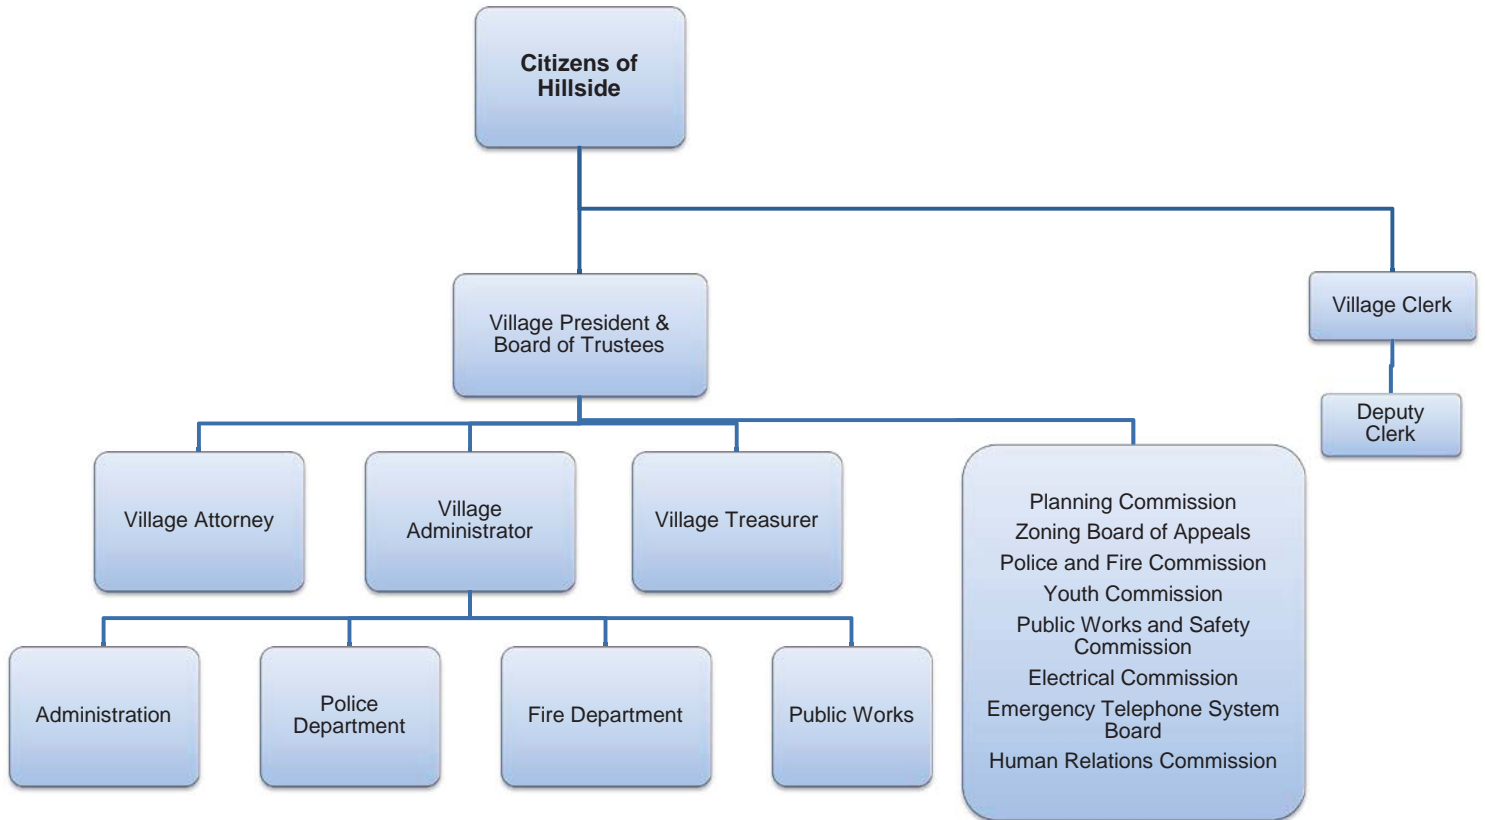 Citizens of
Hillside
Village President &
Board of Trustees
Village Clerk
Deputy
Clerk
Village Attorney
Village
Administrator
Village Treasurer
Planning Commission
Zoning Board of Appeals
Police and Fire Commission
Youth Commission
Public Works and Safety
Commission
Electrical Commission
Emergency Telephone System
Board
Human Relations Commission
Administration
Police
Department
Fire Department
Public Works